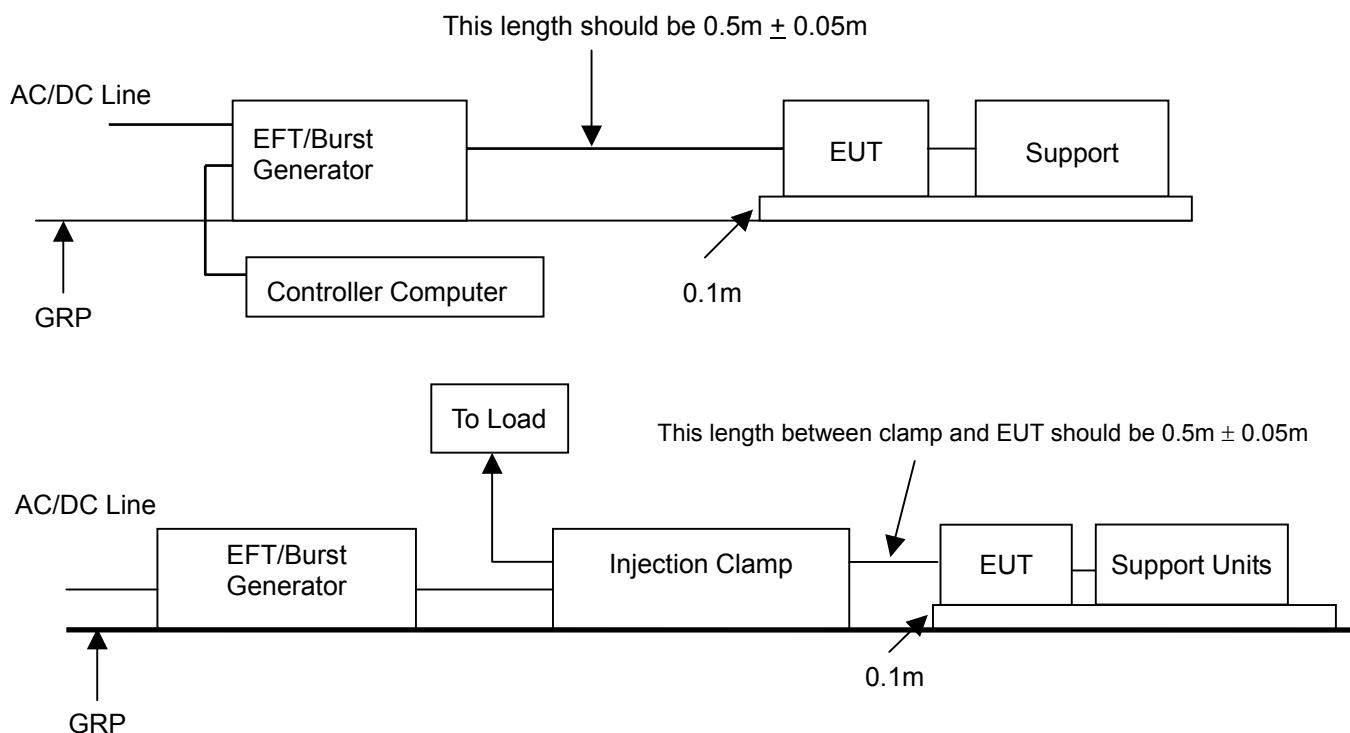 This length should be 0.5m ± 0.05m
AC/DC Line
EFT/Burst
Generator
EUT
Support
Controller Computer
0.1m
GRP
To Load
This length between clamp and EUT should be 0.5m ± 0.05m
AC/DC Line
EFT/Burst
Generator
Injection Clamp
EUT
Support Units
0.1m
GRP